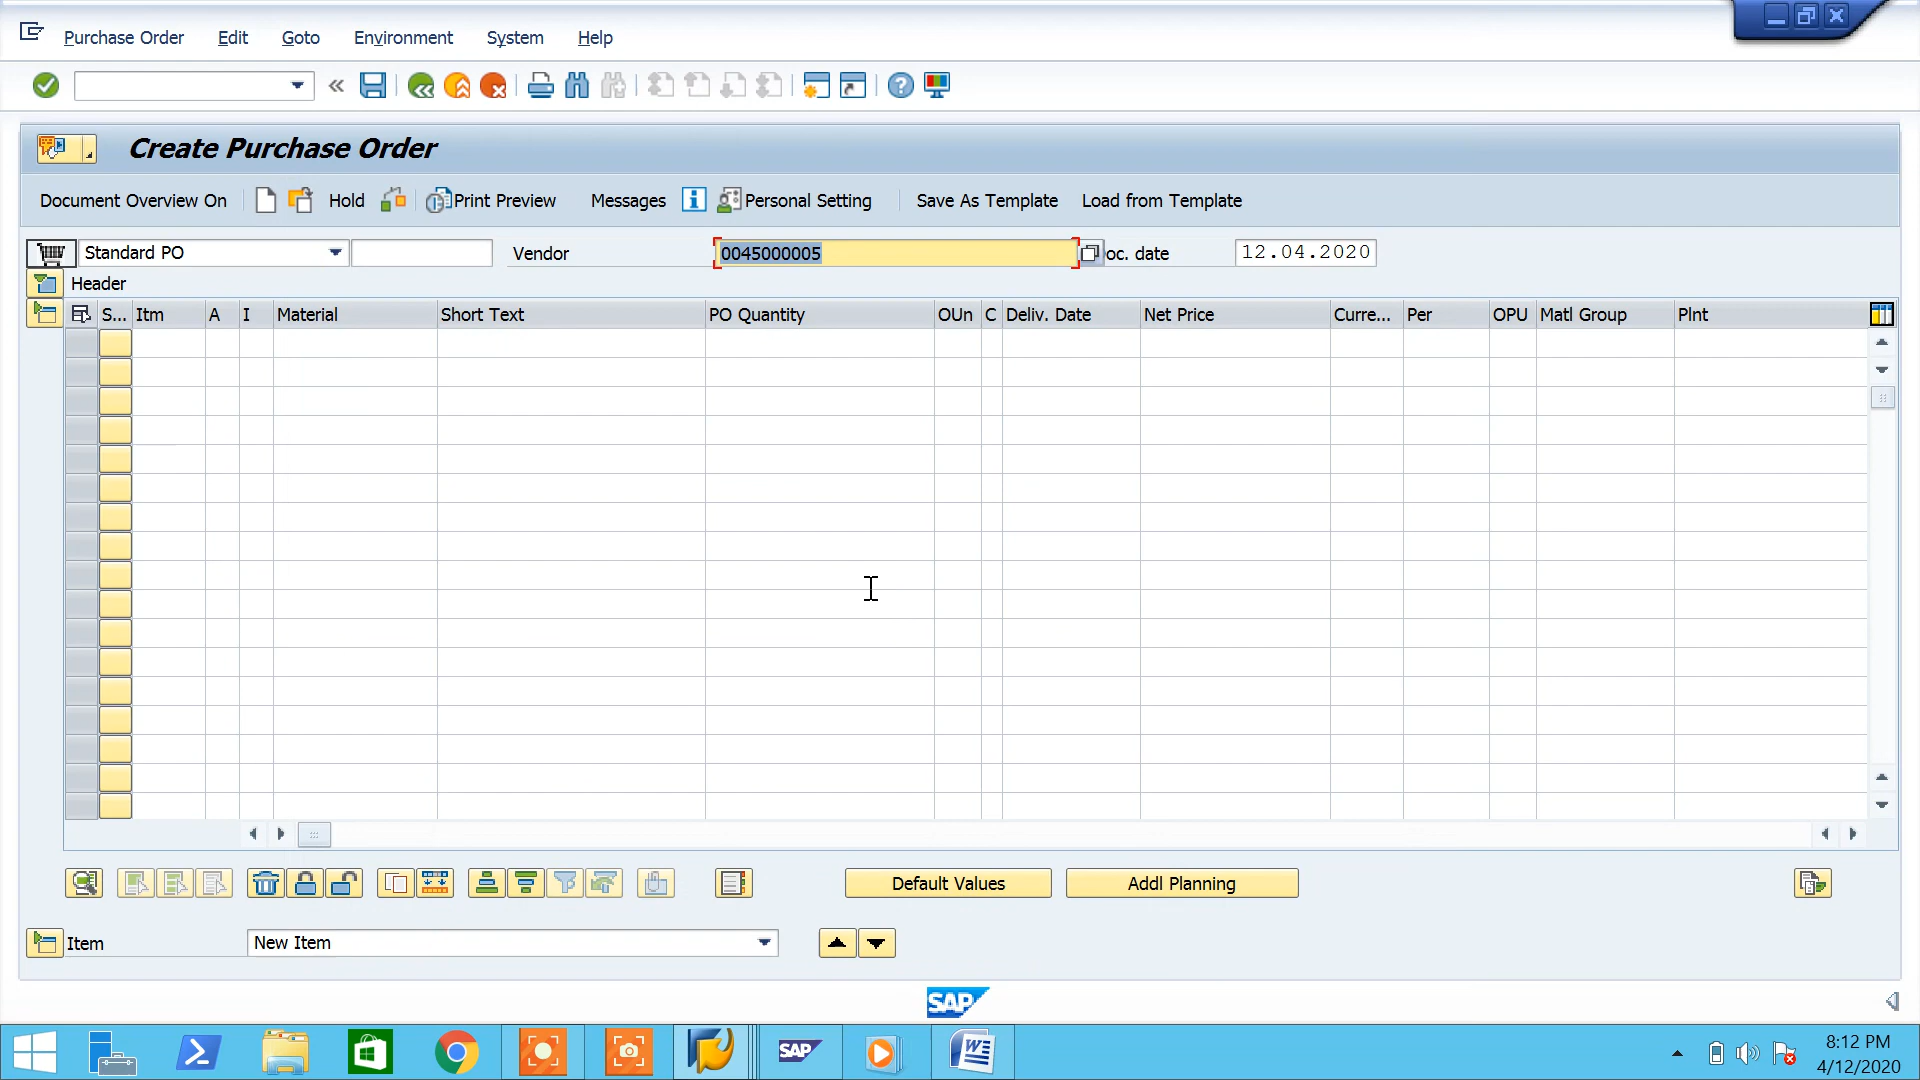 Purchase Order Edit Goto Environment System Help
Create Purchase Order
Document Overview On Hold Print Preview Messages Personal Setting Save As Template Load from Template
Standard PO Vendor 0045000005 oc. date 12.04.2020
Header
S... Itm A I Material Short Text PO Quantity OUn C Deliv. Date Net Price Curre... Per OPU Matl Group Plnt
Default Values Addl Planning
Item New Item
SAP
SAP
8:12 PM
4/12/2020